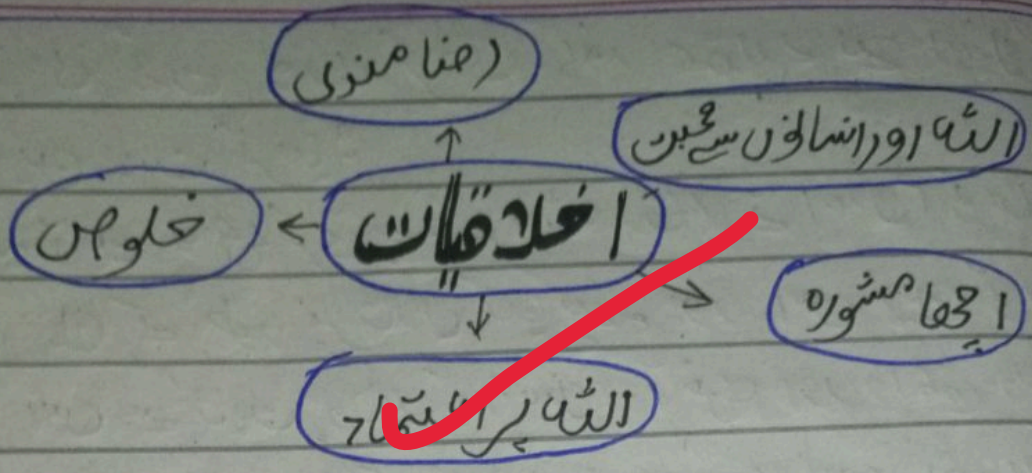 رضا مندی
اللہ اور انسانوں سے محبت
اخلاقیات
خلوص
اچھا مشورہ
اللہ پر اعتماد